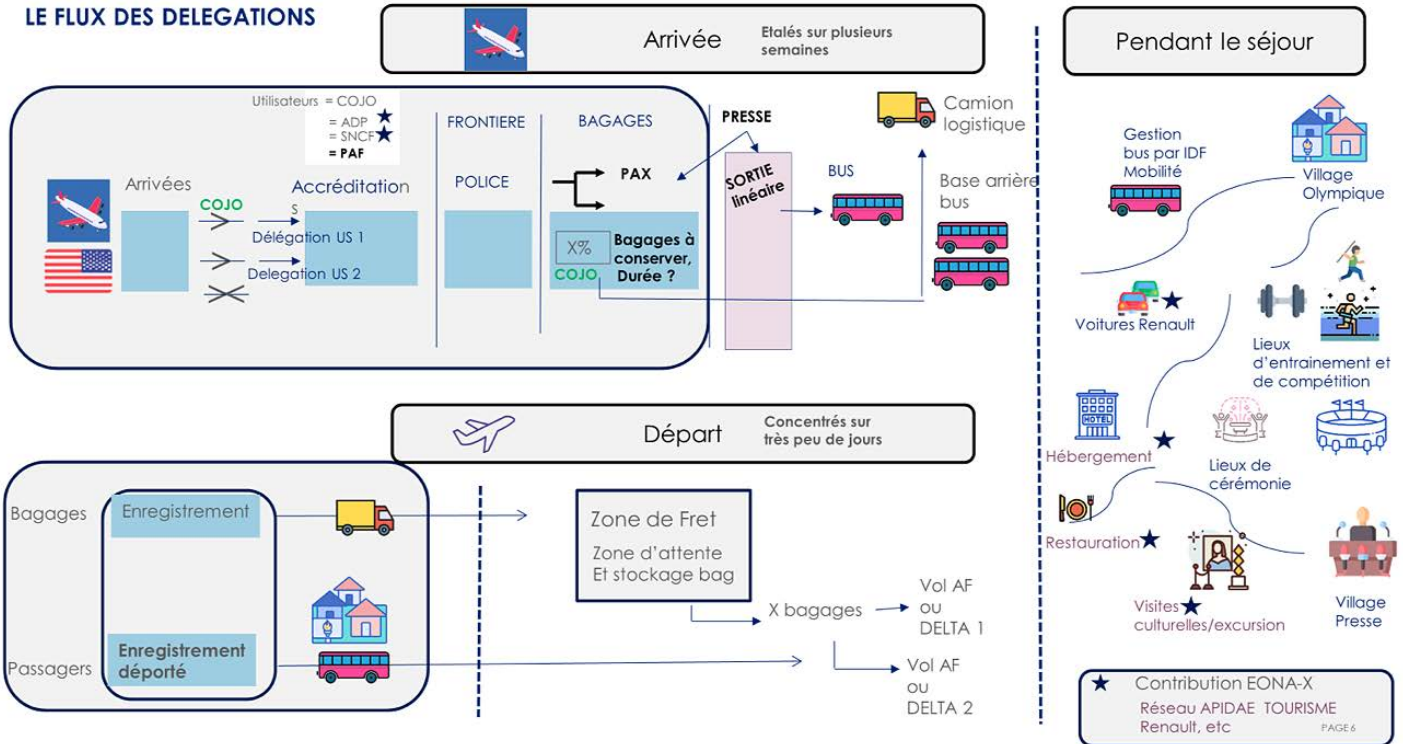 LE FLUX DES DELEGATIONS
Arrivée
Etalés sur plusieurs
semaines
Pendant le séjour
Utilisateurs = COJO
= ADP
= SNCF
= PAF
FRONTIERE
BAGAGES
PRESSE
Camion
logistique
Arrivées
Accréditation
POLICE
PAX
SORTIE
linéaire
BUS
Base arrière
bus
COJO
S
Délégation US 1
Delegation US 2
X%
COJO
Bagages à
conserver,
Durée ?
Gestion
bus par IDF
Mobilité
Village
Olympique
Voitures Renault
Lieux
d'entrainement et
de compétition
HOTEL
Hébergement
Lieux de
cérémonie
Restauration
Visites
culturelles/excursion
Village
Presse
Départ
Concentrés sur
très peu de jours
Bagages
Enregistrement
Zone de Fret
Zone d'attente
Et stockage bag
X bagages
Vol AF
ou
DELTA 1
Passagers
Enregistrement
déporté
Vol AF
ou
DELTA 2
Contribution EONA-X
Réseau APIDAE TOURISME
Renault, etc
PAGE 6